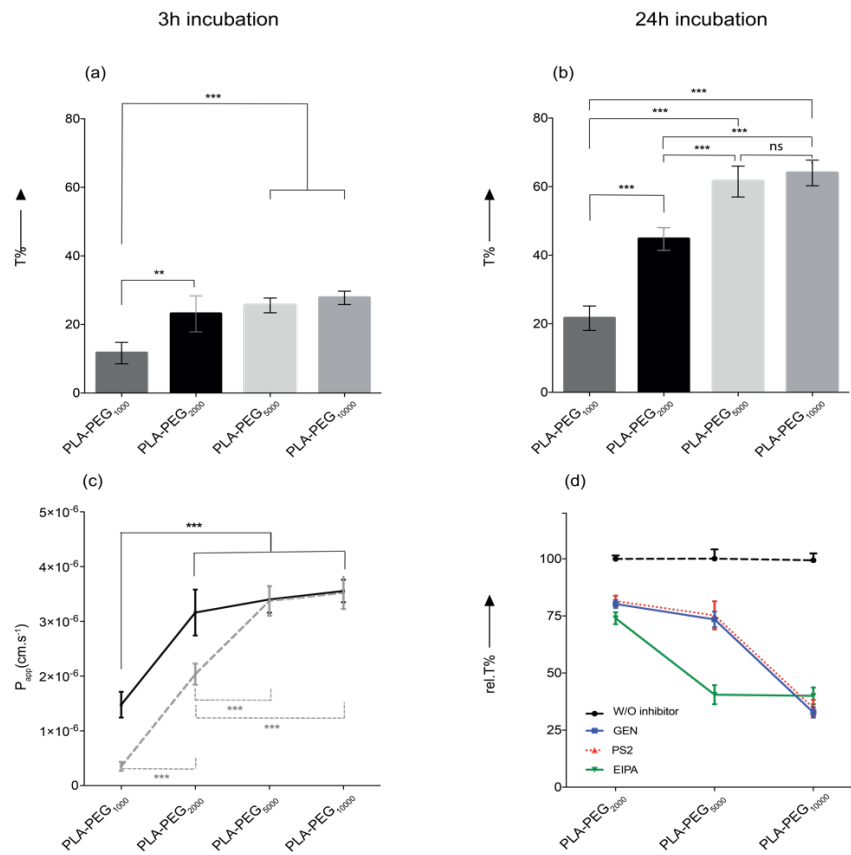 3h incubation
24h incubation
(a)
***
**
80
60
40
20
0
T%
PLA-PEG1000
PLA-PEG2000
PLA-PEG5000
PLA-PEG10000
(b)
***
***
***
***
ns
***
80
60
40
20
0
T%
PLA-PEG1000
PLA-PEG2000
PLA-PEG5000
PLA-PEG10000
(c)
***
5×10-6
4×10-6
3×10-6
2×10-6
1×10-6
0
Papp(cm.s-1)
***
***
***
PLA-PEG1000
PLA-PEG2000
PLA-PEG5000
PLA-PEG10000
(d)
100
75
50
25
0
rel.T%
W/O inhibitor
GEN
PS2
EIPA
PLA-PEG2000
PLA-PEG5000
PLA-PEG10000